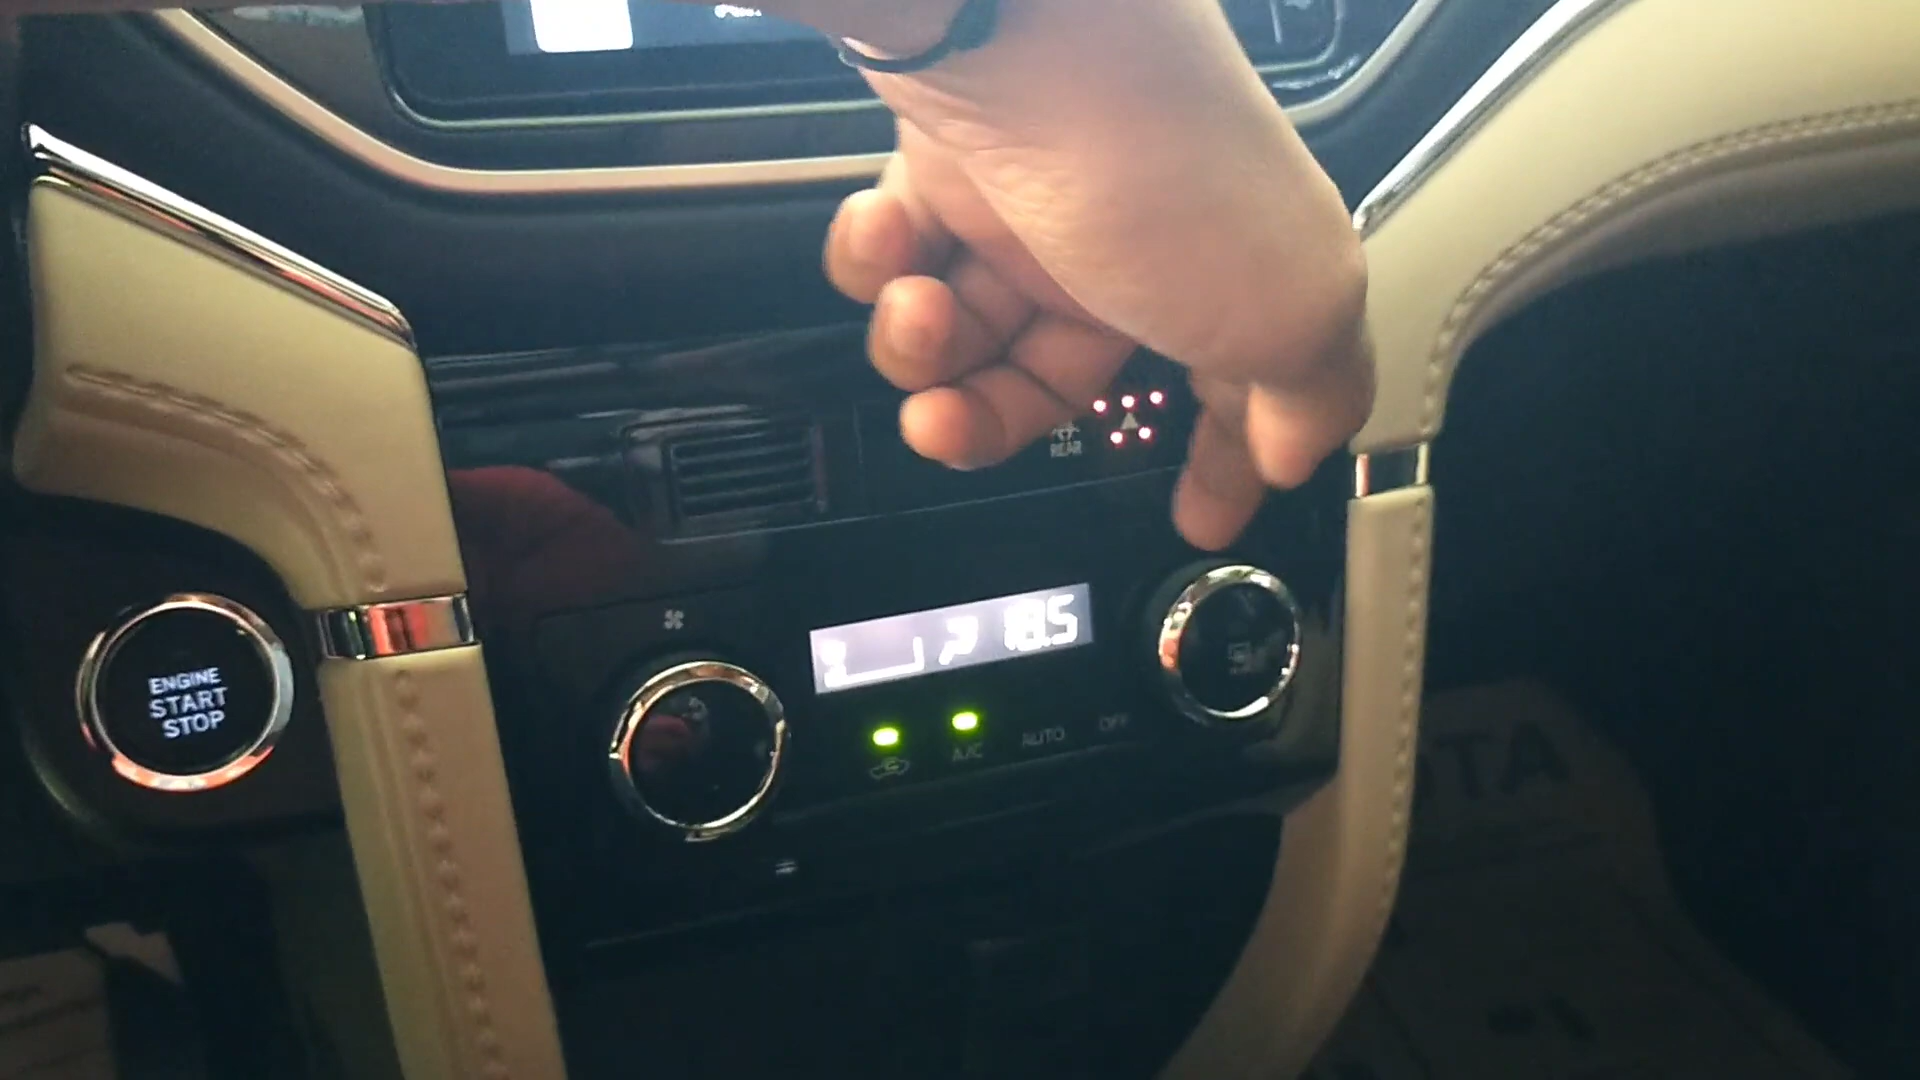 REAR
18.5
ENGINE
START
STOP
A/C
AUTO
OFF